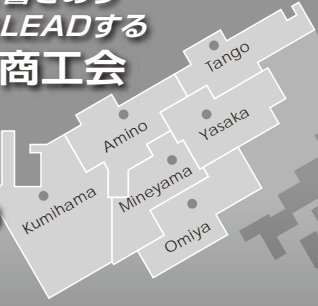 LEADする
商工会
Tango
Amino
Yasaka
Kumihama
Mineyama
Omiya